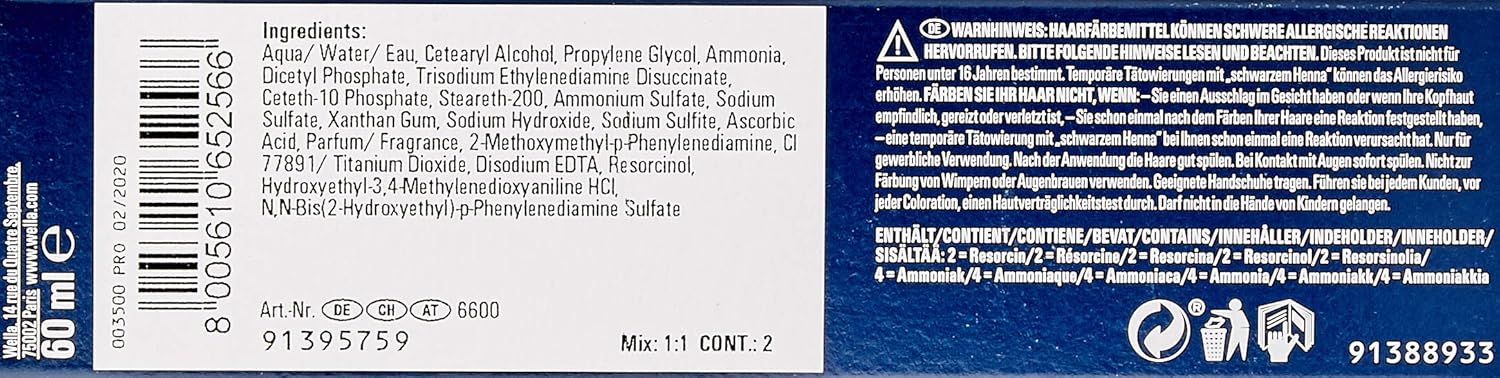 Wella, 14 rue du Quatre Septembre,
75002 Paris www.wella.com
60 ml e
003500 PRO 02/2020
8 005610 652566
Ingredients:
Aqua/ Water/ Eau, Cetearyl Alcohol, Propylene Glycol, Ammonia,
Dicetyl Phosphate, Trisodium Ethylenediamine Disuccinate,
Ceteth-10 Phosphate, Steareth-200, Ammonium Sulfate, Sodium
Sulfate, Xanthan Gum, Sodium Hydroxide, Sodium Sulfite, Ascorbic
Acid, Parfum/ Fragrance, 2-Methoxymethyl-p-Phenylenediamine, CI
77891/ Titanium Dioxide, Disodium EDTA, Resorcinol,
Hydroxyethyl-3,4-Methylenedioxyaniline HCl,
N,N-Bis(2-Hydroxyethyl)-p-Phenylenediamine Sulfate
Art.-Nr. DE CH AT 6600
91395759
Mix: 1:1 CONT.: 2
DE WARNHINWEIS: HAARFÄRBEMITTEL KÖNNEN SCHWERE ALLERGISCHE REAKTIONEN
HERVORRUFEN. BITTE FOLGENDE HINWEISE LESEN UND BEACHTEN. Dieses Produkt ist nicht für
Personen unter 16 Jahren bestimmt. Temporäre Tätowierungen mit „schwarzem Henna“ können das Allergierisiko
erhöhen. FÄRBEN SIE IHR HAAR NICHT, WENN: – Sie einen Ausschlag im Gesicht haben oder wenn Ihre Kopfhaut
empfindlich, gereizt oder verletzt ist, – Sie schon einmal nach dem Färben Ihrer Haare eine Reaktion festgestellt haben,
– eine temporäre Tätowierung mit „schwarzem Henna“ bei Ihnen schon einmal eine Reaktion verursacht hat. Nur für
gewerbliche Verwendung. Nach der Anwendung die Haare gut spülen. Bei Kontakt mit Augen sofort spülen. Nicht zur
Färbung von Wimpern oder Augenbrauen verwenden. Geeignete Handschuhe tragen. Führen sie bei jedem Kunden, vor
jeder Coloration, einen Hautverträglichkeitstest durch. Darf nicht in die Hände von Kindern gelangen.
ENTHÄLT/CONTIENT/CONTIENE/BEVAT/CONTAINS/INNEHÅLLER/INDEHOLDER/INNEHOLDER/
SISÄLTÄÄ: 2 = Resorcin/2 = Résorcine/2 = Resorcina/2 = Resorcinol/2 = Resorsinolia/
4 = Ammoniak/4 = Ammoniaque/4 = Ammoniaca/4 = Ammonia/4 = Ammoniakk/4 = Ammoniakkia
91388933